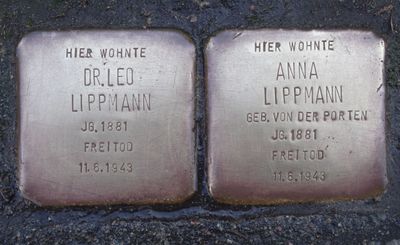 HIER WOHNTE
DR. LEO
LIPPMANN
JG. 1881
FREITOD
11.6.1943
HIER WOHNTE
ANNA
LIPPMANN
GEB. VON DER PORTEN
JG. 1881
FREITOD
11.6.1943